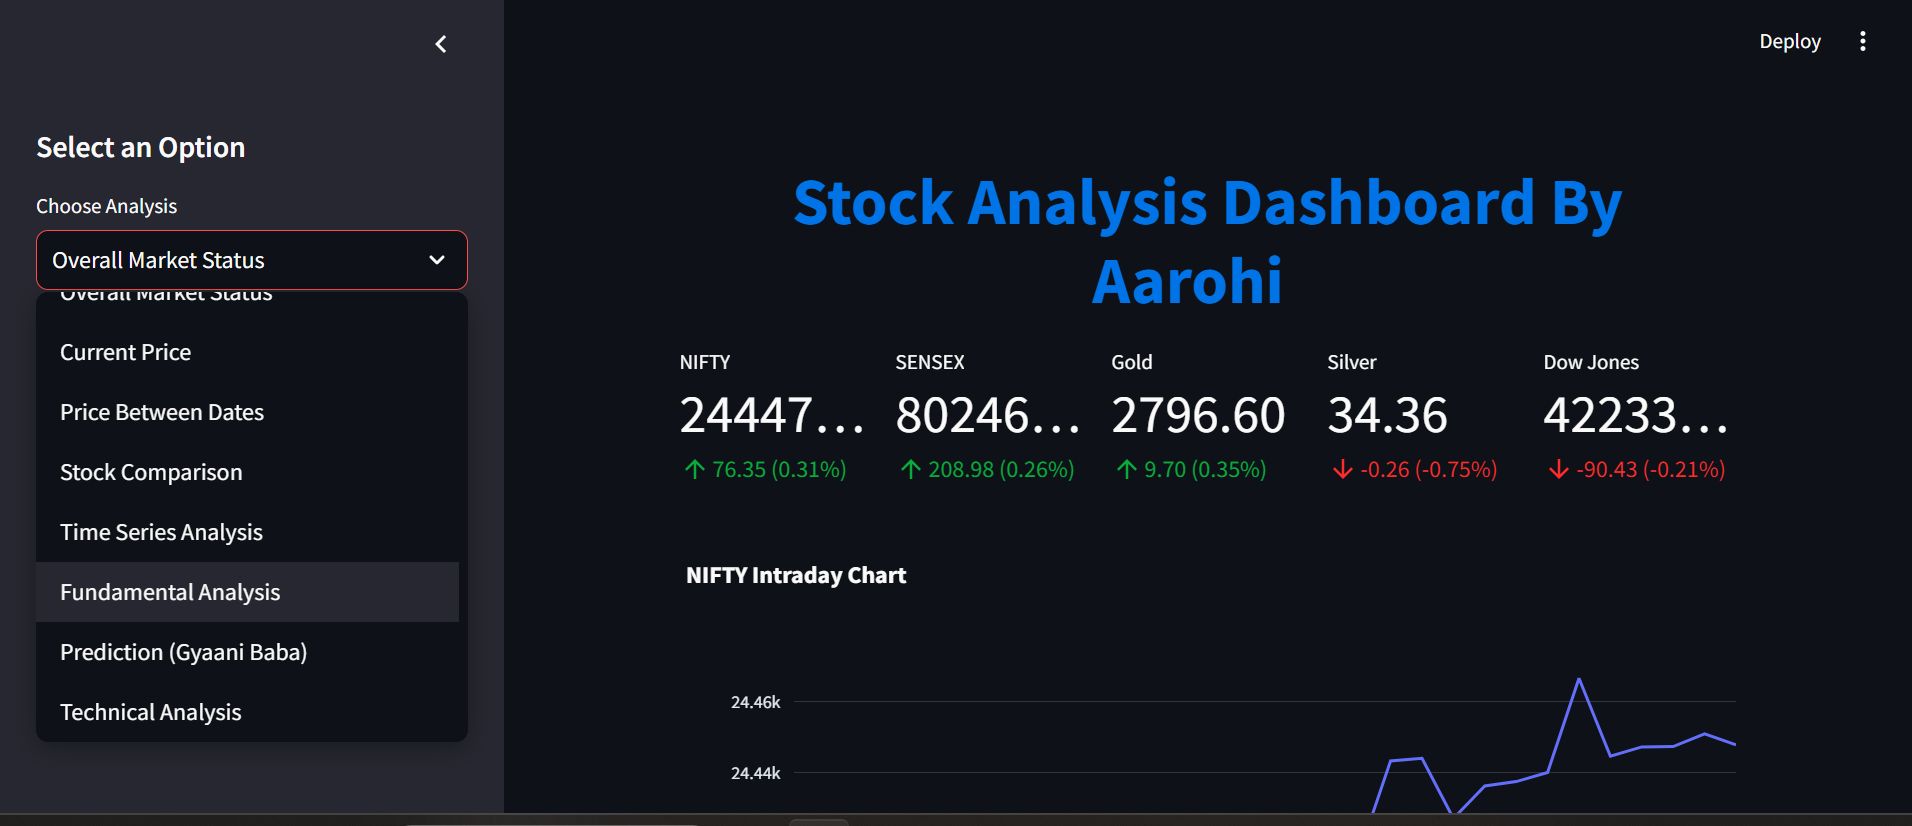 Deploy
Select an Option
Choose Analysis
Overall Market Status
Overall Market Status
Current Price
Price Between Dates
Stock Comparison
Time Series Analysis
Fundamental Analysis
Prediction (Gyaani Baba)
Technical Analysis
Stock Analysis Dashboard By
Aarohi
NIFTY
24447…
76.35 (0.31%)
SENSEX
80246…
208.98 (0.26%)
Gold
2796.60
9.70 (0.35%)
Silver
34.36
-0.26 (-0.75%)
Dow Jones
42233…
-90.43 (-0.21%)
NIFTY Intraday Chart
24.46k
24.44k